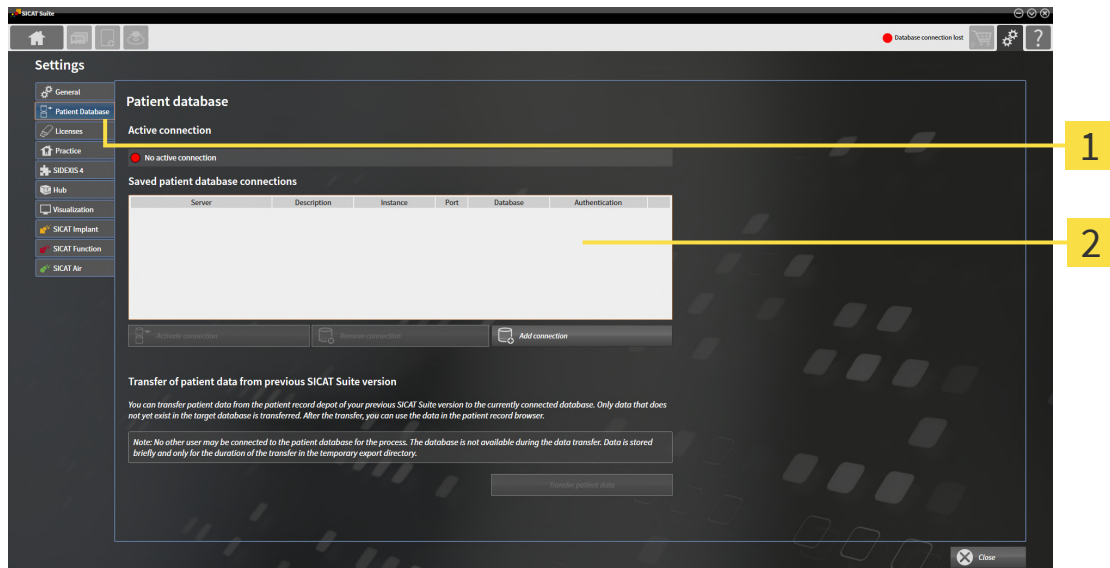 SICAT Suite
Database connection lost
?
Settings
General
Patient Database
Licenses
Practice
SIDEXIS 4
Hub
Visualization
SICAT Implant
SICAT Function
SICAT Air
Patient database
Active connection
No active connection
Saved patient database connections
Server Description Instance Port Database Authentication
Activate connection Remove connection Add connection
Transfer of patient data from previous SICAT Suite version
You can transfer patient data from the patient record depot of your previous SICAT Suite version to the currently connected database. Only data that does
not yet exist in the target database is transferred. After the transfer, you can use the data in the patient record browser.
Note: No other user may be connected to the patient database for the process. The database is not available during the data transfer. Data is stored
briefly and only for the duration of the transfer in the temporary export directory.
Transfer patient data
Close
1
2